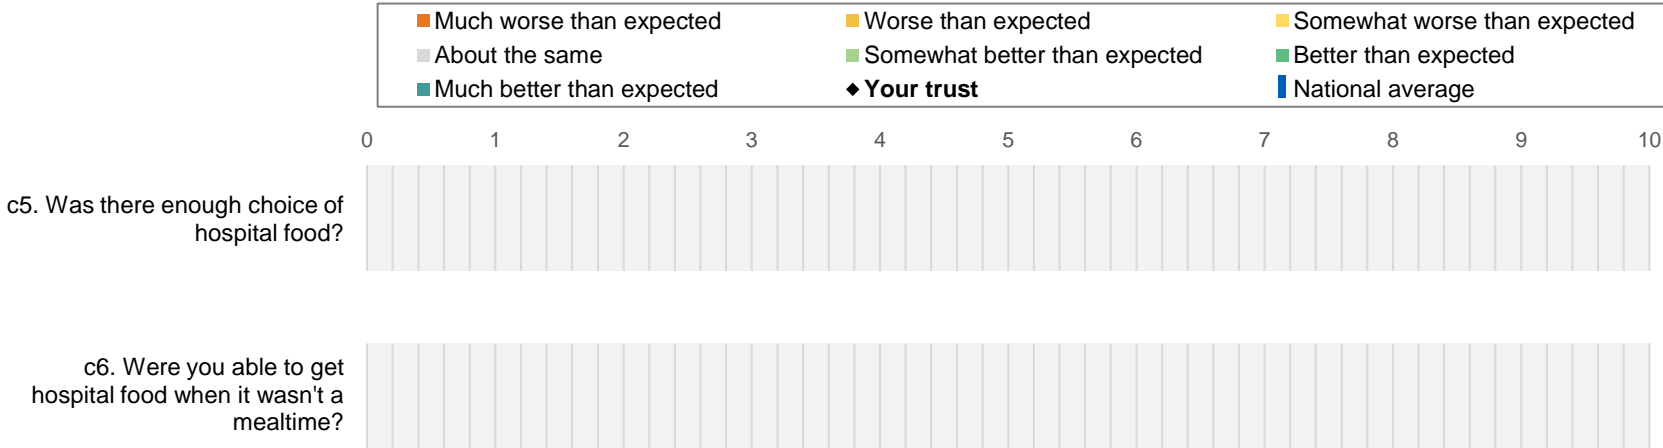 Much worse than expected Worse than expected Somewhat worse than expected
About the same Somewhat better than expected Better than expected
Much better than expected Your trust National average
0 1 2 3 4 5 6 7 8 9 10
c5. Was there enough choice of
hospital food?
c6. Were you able to get
hospital food when it wasn't a
mealtime?